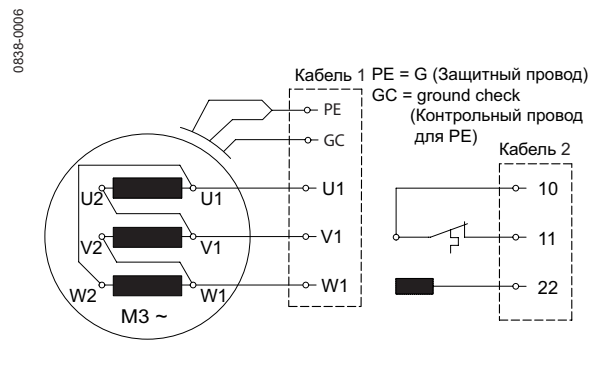 0838-0006
Кабель 1
PE = G (Защитный провод)
GC = ground check
(Контрольный провод
для PE)
PE
GC
Кабель 2
U2
U1
U1
10
V2
V1
V1
11
W2
W1
W1
22
M3 ~